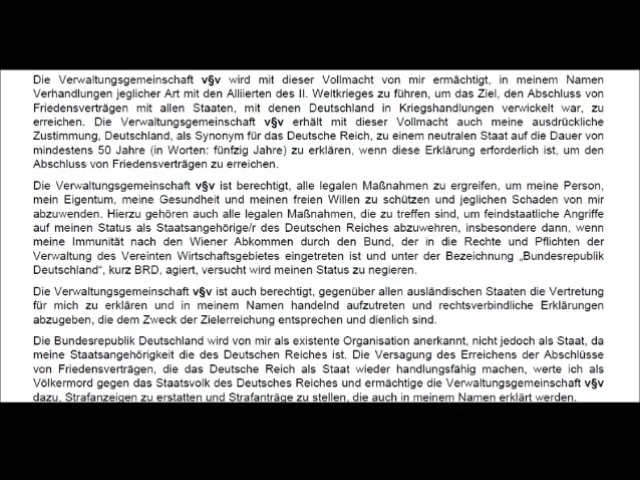 Die Verwaltungsgemeinschaft v§v wird mit dieser Vollmacht von mir ermächtigt, in meinem Namen
Verhandlungen jeglicher Art mit den Alliierten des II. Weltkrieges zu führen, um das Ziel, den Abschluss von
Friedensverträgen mit allen Staaten, mit denen Deutschland in Kriegshandlungen verwickelt war, zu
erreichen. Die Verwaltungsgemeinschaft v§v erhält mit dieser Vollmacht auch meine ausdrückliche
Zustimmung, Deutschland, als Synonym für das Deutsche Reich, zu einem neutralen Staat auf die Dauer von
mindestens 50 Jahre (in Worten: fünfzig Jahre) zu erklären, wenn diese Erklärung erforderlich ist, um den
Abschluss von Friedensverträgen zu erreichen.
Die Verwaltungsgemeinschaft v§v ist berechtigt, alle legalen Maßnahmen zu ergreifen, um meine Person,
mein Eigentum, meine Gesundheit und meinen freien Willen zu schützen und jeglichen Schaden von mir
abzuwenden. Hierzu gehören auch alle legalen Maßnahmen, die zu treffen sind, um feindstaatliche Angriffe
auf meinen Status als Staatsangehörige/r des Deutschen Reiches abzuwehren, insbesondere dann, wenn
meine Immunität nach den Wiener Abkommen durch den Bund, der in die Rechte und Pflichten der
Verwaltung des Vereinten Wirtschaftsgebietes eingetreten ist und unter der Bezeichnung „Bundesrepublik
Deutschland“, kurz BRD, agiert, versucht wird meinen Status zu negieren.
Die Verwaltungsgemeinschaft v§v ist auch berechtigt, gegenüber allen ausländischen Staaten die Vertretung
für mich zu erklären und in meinem Namen handelnd aufzutreten und rechtsverbindliche Erklärungen
abzugeben, die dem Zweck der Zielerreichung entsprechen und dienlich sind.
Die Bundesrepublik Deutschland wird von mir als existente Organisation anerkannt, nicht jedoch als Staat, da
meine Staatsangehörigkeit die des Deutschen Reiches ist. Die Versagung des Erreichens der Abschlüsse
von Friedensverträgen, die das Deutsche Reich als Staat wieder handlungsfähig machen, werte ich als
Völkermord gegen das Staatsvolk des Deutsches Reiches und ermächtige die Verwaltungsgemeinschaft v§v
dazu, Strafanzeigen zu erstatten und Strafanträge zu stellen, die auch in meinem Namen erklärt werden.